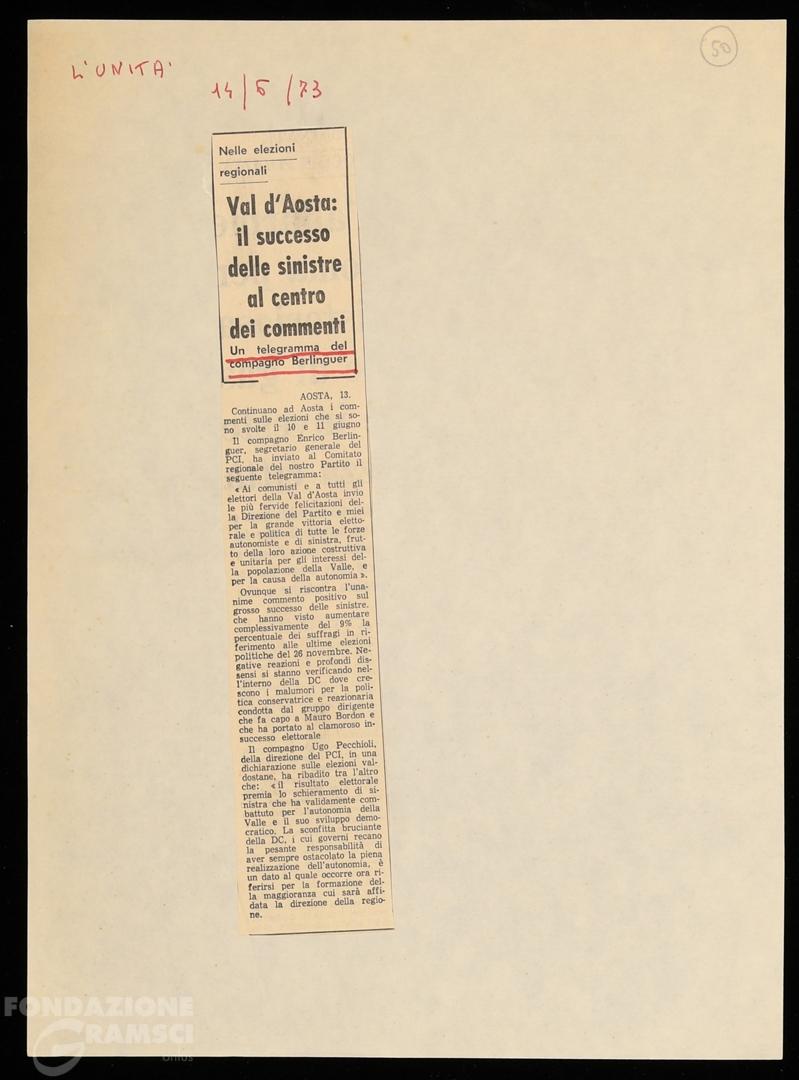 50
L'UNITA'
14/6/73
Nelle elezioni
regionali
Val d'Aosta:
il successo
delle sinistre
al centro
dei commenti
Un telegramma del
compagno Berlinguer
AOSTA, 13.
Continuano ad Aosta i com-
menti sulle elezioni che si so-
no svolte il 10 e 11 giugno
Il compagno Enrico Berlin-
guer, segretario generale del
PCI, ha inviato al Comitato
regionale del nostro Partito il
seguente telegramma:
« Ai comunisti e a tutti gli
elettori della Val d'Aosta invio
le più fervide felicitazioni del-
la Direzione del Partito e miei
per la grande vittoria eletto-
rale e politica di tutte le forze
autonomiste e di sinistra, frut-
to della loro azione costruttiva
e unitaria per gli interessi del-
la popolazione della Valle, e
per la causa della autonomia ».
Ovunque si riscontra l'una-
nime commento positivo sul
grosso successo delle sinistre.
che hanno visto aumentare
complessivamente del 9% la
percentuale dei suffragi in ri-
ferimento alle ultime elezioni
politiche del 26 novembre. Ne-
gative reazioni e profondi dis-
sensi si stanno verificando nel-
l'interno della DC dove cre-
scono i malumori per la poli-
tica conservatrice e reazionaria
condotta dal gruppo dirigente
che fa capo a Mauro Bordon e
che ha portato al clamoroso in-
successo elettorale
Il compagno Ugo Pecchioli,
della direzione del PCI, in una
dichiarazione sulle elezioni val-
dostane, ha ribadito tra l'altro
che: «il risultato elettorale
premia lo schieramento di si-
nistra che ha validamente com-
battuto per l'autonomia della
Valle e il suo sviluppo demo-
cratico. La sconfitta bruciante
della DC, i cui governi recano
la pesante responsabilità di
aver sempre ostacolato la piena
realizzazione dell'autonomia, è
un dato al quale occorre ora ri-
ferirsi per la formazione del-
la maggioranza cui sarà affi-
data la direzione della regio-
ne.
FONDAZIONE
GRAMSCI
onlus